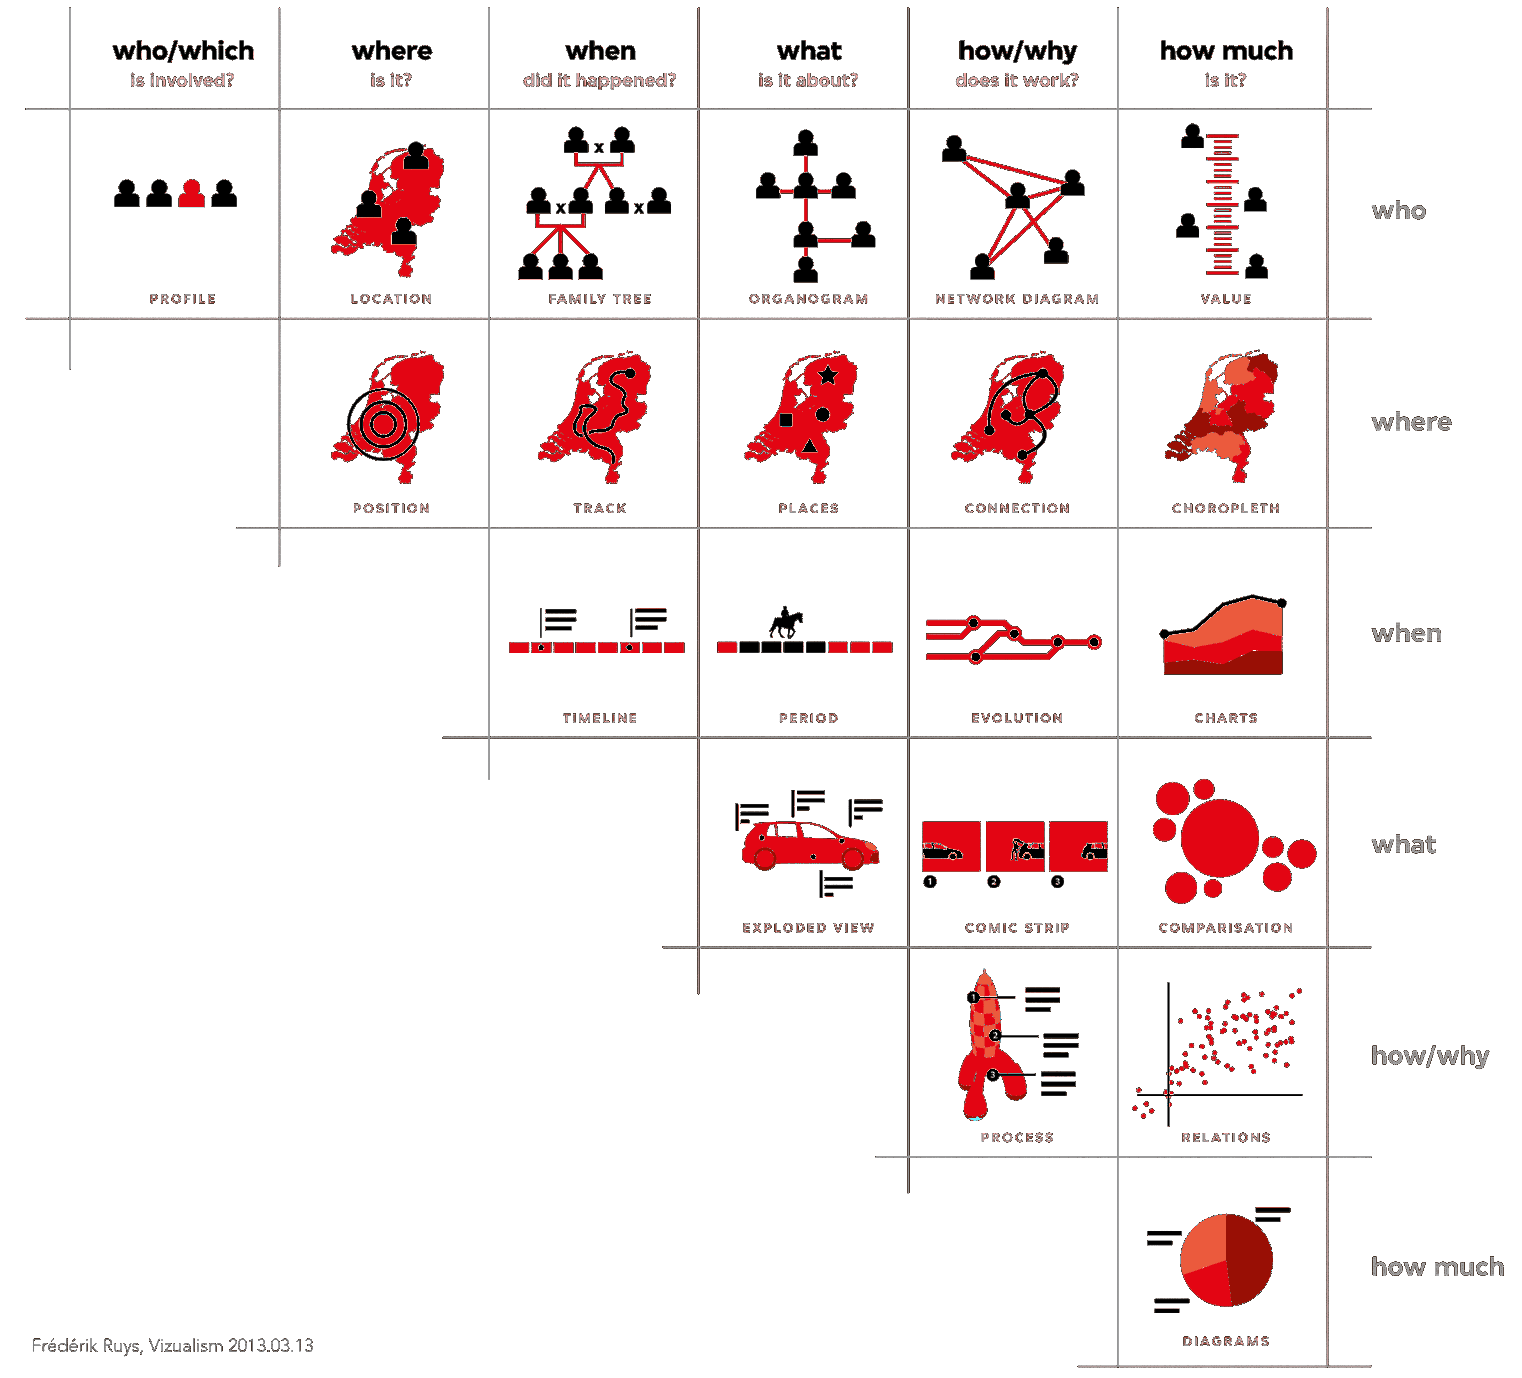 who/which
is involved?
where
is it?
when
did it happened?
what
is it about?
how/why
does it work?
how much
is it?
x
x
x
PROFILE
LOCATION
FAMILY TREE
ORGANOGRAM
NETWORK DIAGRAM
VALUE
who
POSITION
TRACK
PLACES
CONNECTION
CHOROPLETH
where
TIMELINE
PERIOD
EVOLUTION
CHARTS
when
1
2
3
EXPLODED VIEW
COMIC STRIP
COMPARISATION
what
1
2
3
PROCESS
RELATIONS
how/why
DIAGRAMS
how much
Frédérik Ruys, Vizualism 2013.03.13